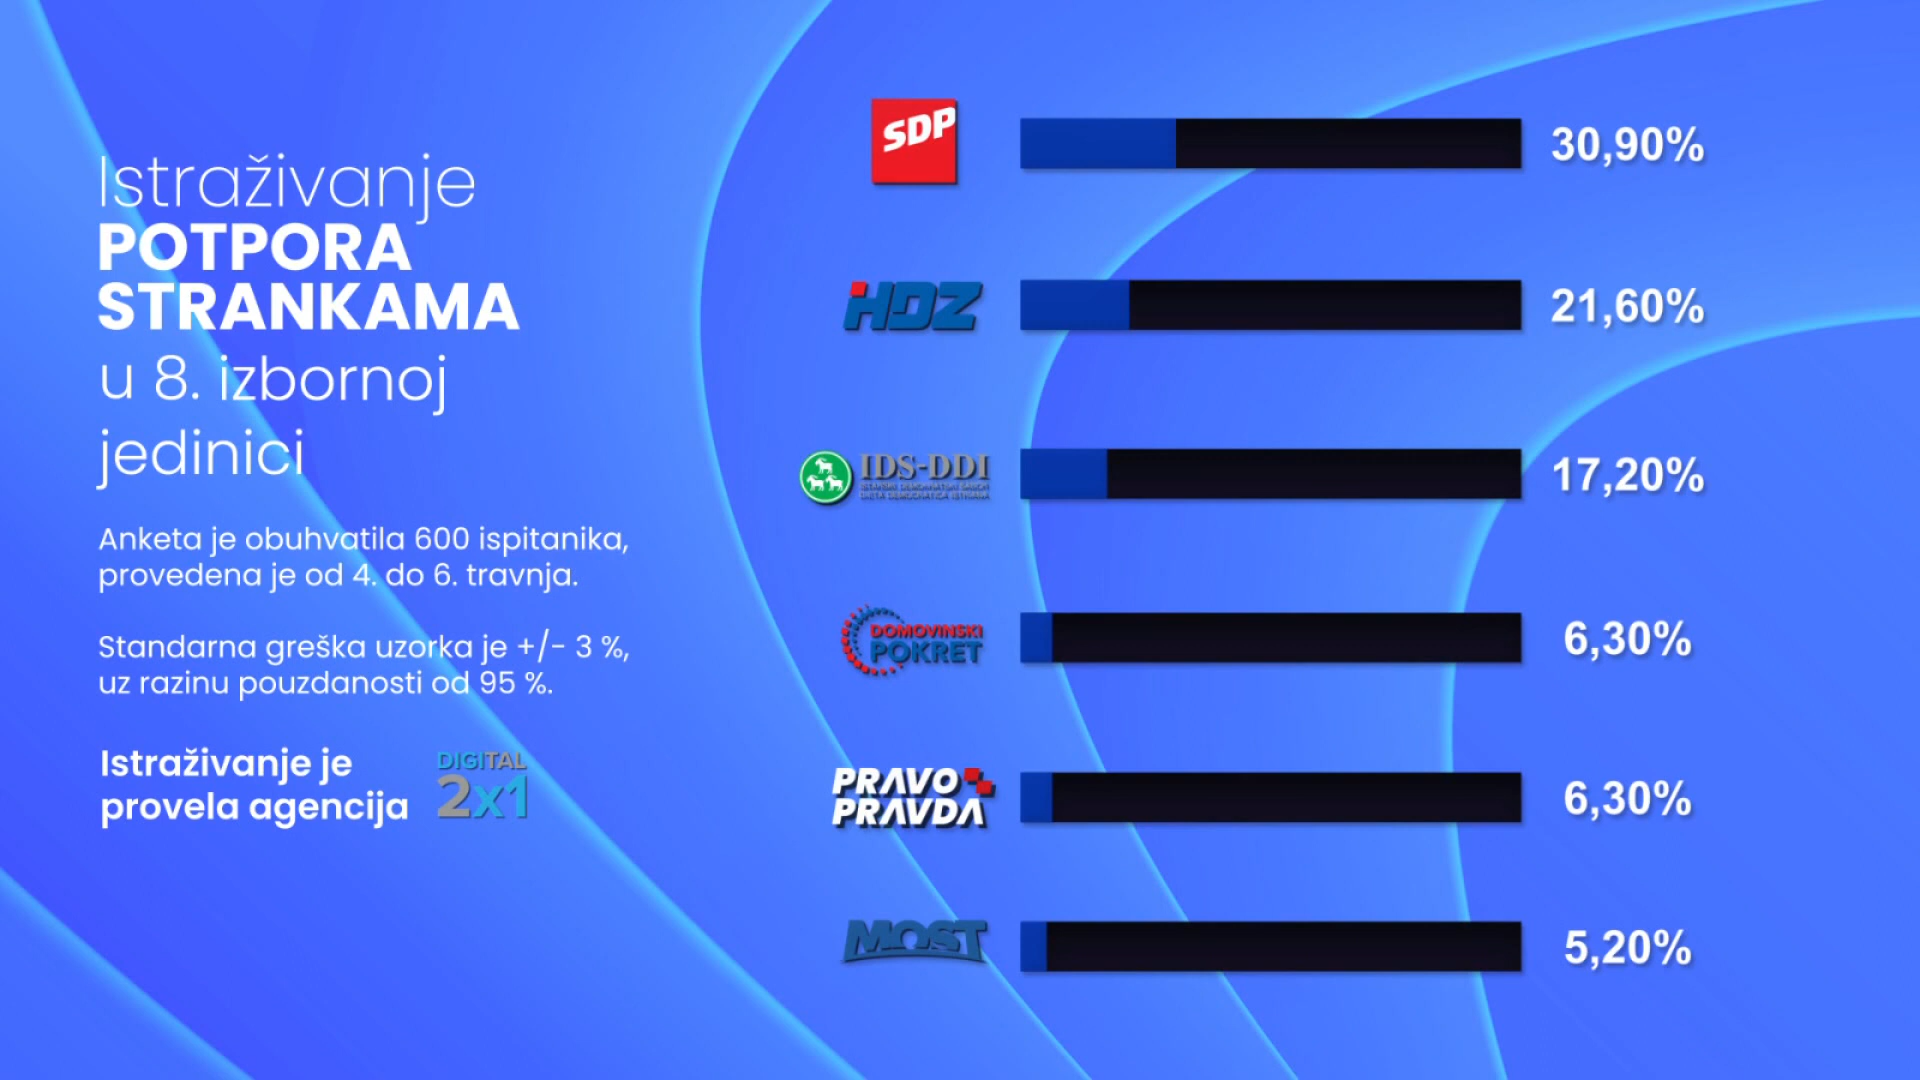 Istraživanje
POTPORA
STRANKAMA
u 8. izbornoj
jedinici
Anketa je obuhvatila 600 ispitanika,
provedena je od 4. do 6. travnja.
Standarna greška uzorka je +/- 3 %,
uz razinu pouzdanosti od 95 %.
Istraživanje je
provela agencija
DIGITAL
2x1
SDP
30,90%
HDZ
21,60%
IDS-DDI
17,20%
DOMOVINSKI
POKRET
6,30%
PRAVO
PRAVDA
6,30%
MOST
5,20%